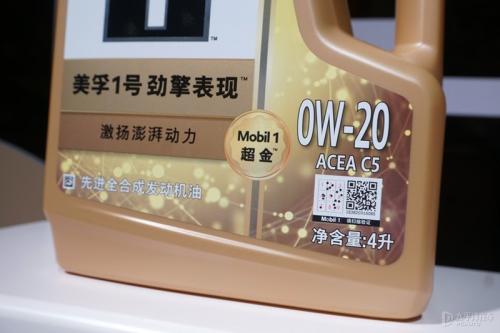 美孚1号 劲擎表现™
激扬澎湃动力
Mobil 1
超金™
0W-20
ACEA C5
Mobil 1
净含量:4升
先进全合成发动机油